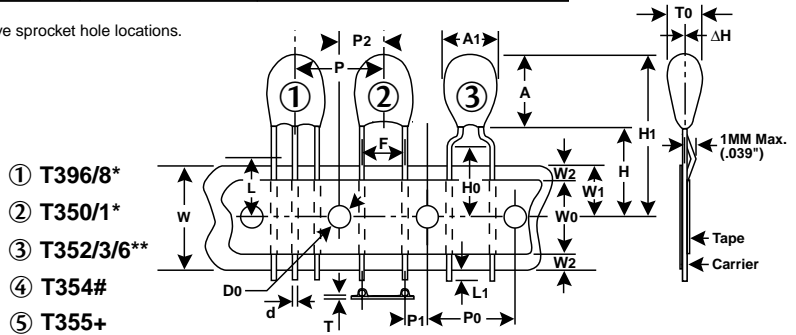 ve sprocket hole locations.
① T396/8*
② T350/1*
③ T352/3/6**
④ T354#
⑤ T355+
P2
P
A1
①
②
③
F
L
W
D0
d
T
P1
P0
L1
H0
A
H
H1
W2
W1
W0
W2
T0
ΔH
1MM Max.
(.039")
Tape
Carrier